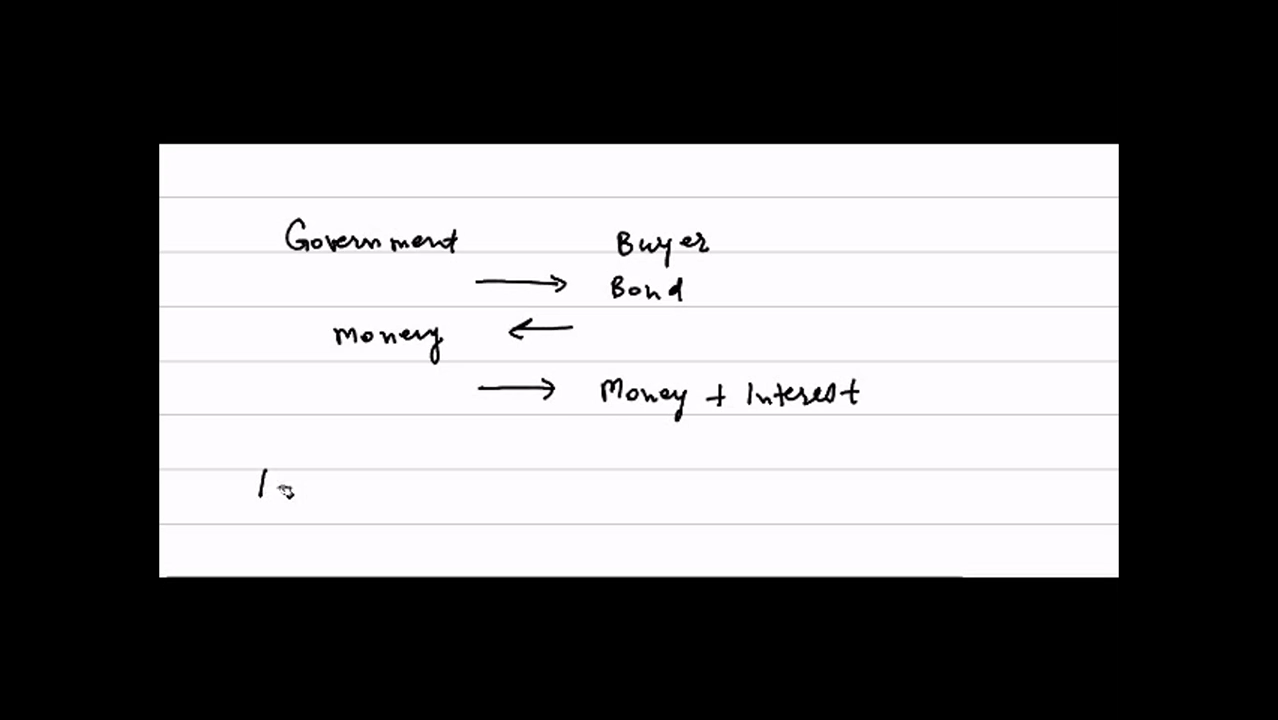 Government Buyer
→ Bond
Money ←
→ Money + Interest